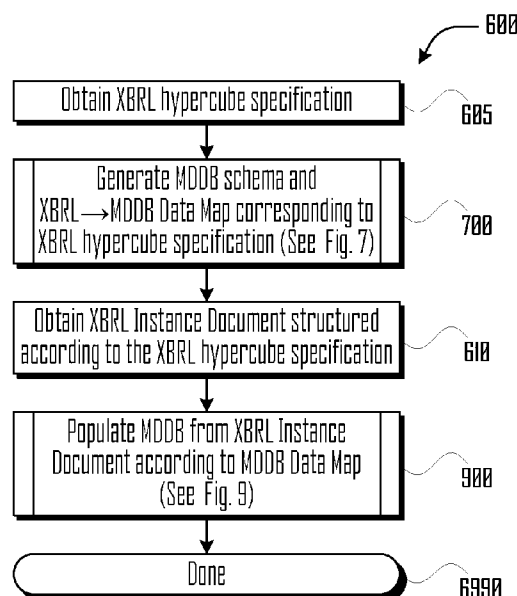 600
Obtain XBRL hypercube specification
605
Generate MDDB schema and
XBRL→MDDB Data Map corresponding to
XBRL hypercube specification (See Fig. 7)
700
Obtain XBRL Instance Document structured
according to the XBRL hypercube specification
610
Populate MDDB from XBRL Instance
Document according to MDDB Data Map
(See Fig. 9)
900
Done
6990